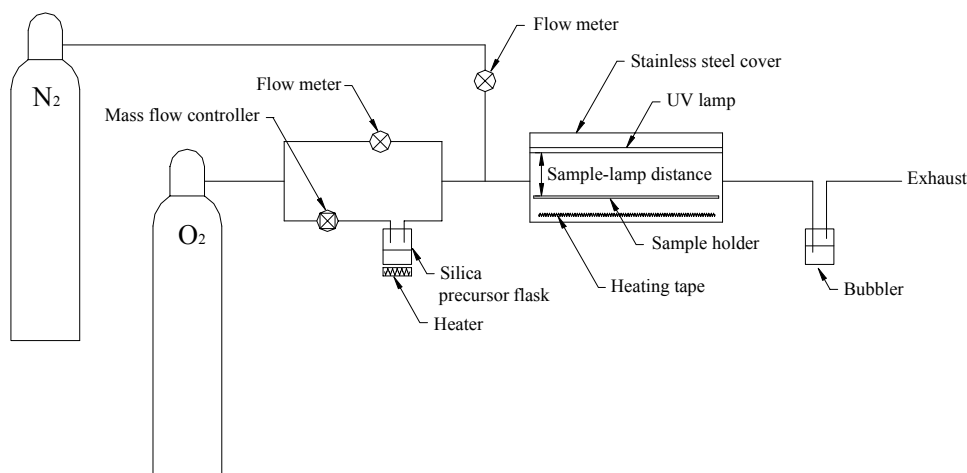 Flow meter
Stainless steel cover
UV lamp
Flow meter
Mass flow controller
N2
O2
Sample-lamp distance
Exhaust
Sample holder
Silica
precursor flask
Heating tape
Heater
Bubbler